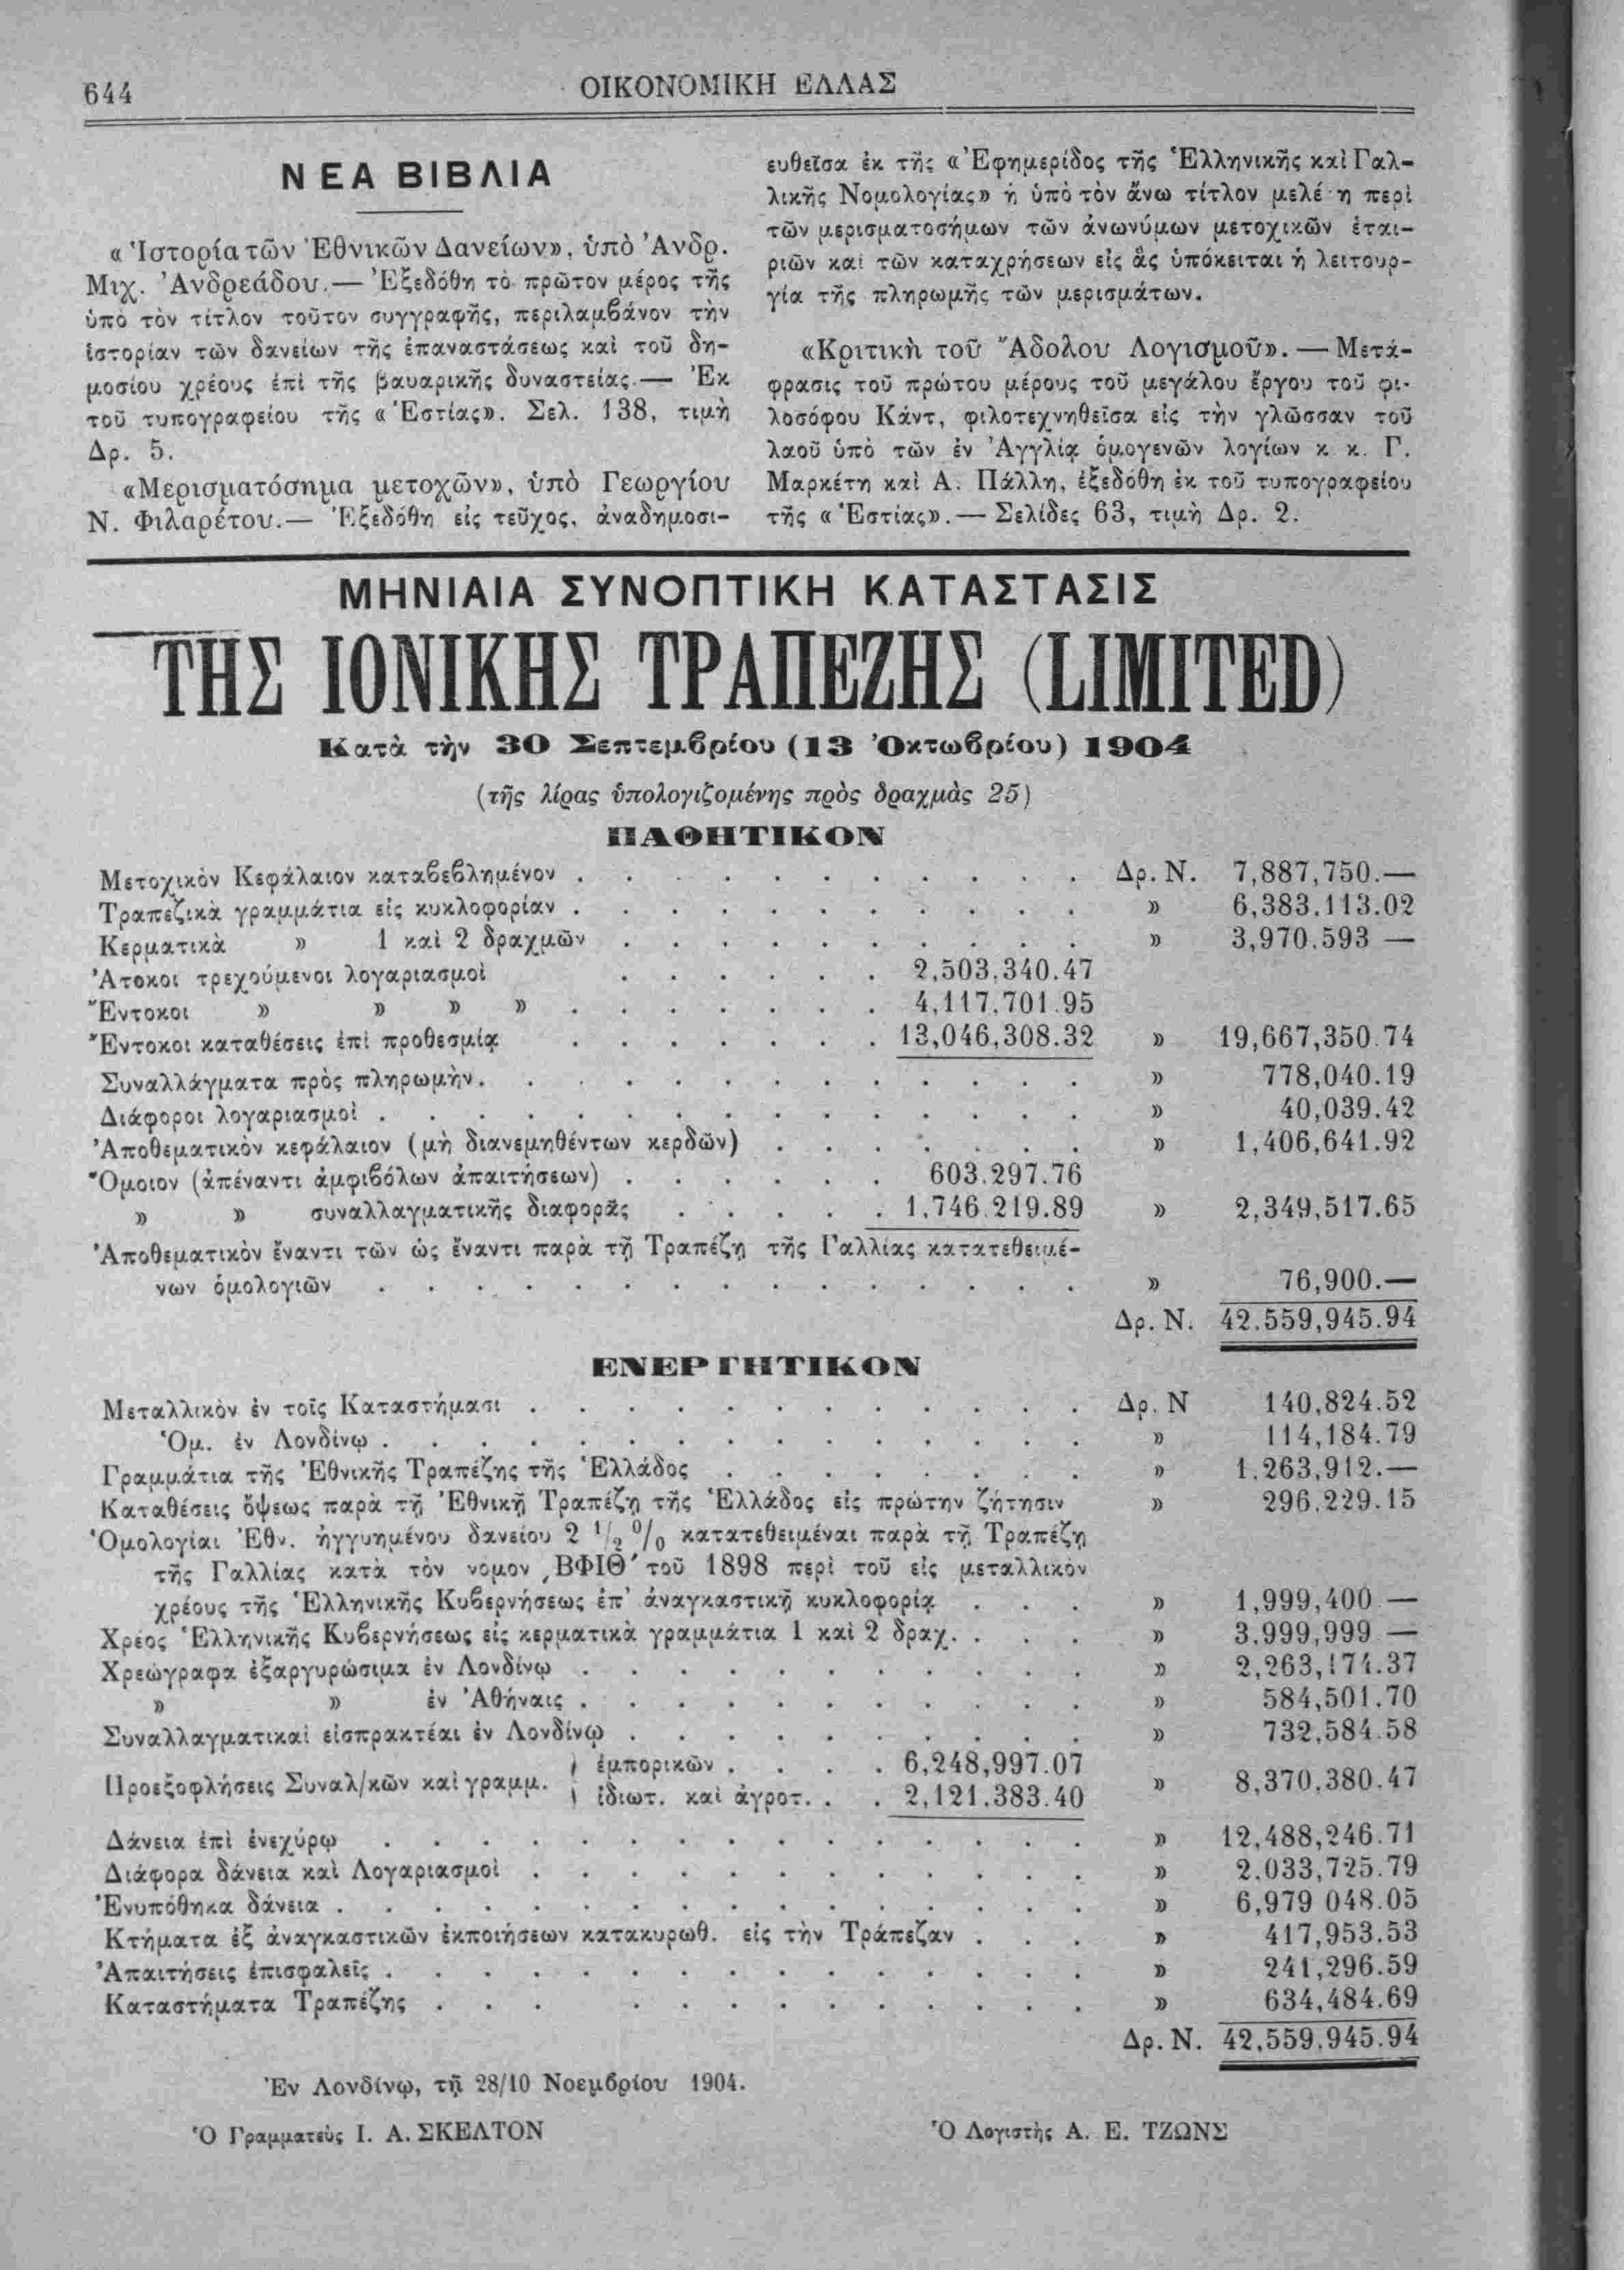 644
ΟΙΚΟΝΟΜΙΚΗ ΕΛΛΑΣ
ΝΕΑ ΒΙΒΛΙΑ
« Ἱστορία τῶν Ἐθνικῶν Δανείων», ὑπὸ Ἀνδρ.
Μιχ. Ἀνδρεάδου.— Ἐξεδόθη τὸ πρῶτον μέρος τῆς
ὑπὸ τὸν τίτλον τοῦτον συγγραφῆς, περιλαμβάνον τὴν
ἱστορίαν τῶν δανείων τῆς ἐπαναστάσεως καὶ τοῦ δη-
μοσίου χρέους ἐπὶ τῆς βαυαρικῆς δυναστείας.— Ἐκ
τοῦ τυπογραφείου τῆς « Ἑστίας». Σελ. 138, τιμὴ
Δρ. 5.
«Μερισματόσημα μετοχῶν», ὑπὸ Γεωργίου
Ν. Φιλαρέτου.— Ἐξεδόθη εἰς τεῦχος, ἀναδημοσι-
ευθεῖσα ἐκ τῆς « Ἐφημερίδος τῆς Ἑλληνικῆς καὶ Γαλ-
λικῆς Νομολογίας» ἡ ὑπὸ τὸν ἄνω τίτλον μελέ η περὶ
τῶν μερισματοσήμων τῶν ἀνωνύμων μετοχικῶν ἑται-
ριῶν καὶ τῶν καταχρήσεων εἰς ἃς ὑπόκειται ἡ λειτουρ-
γία τῆς πληρωμῆς τῶν μερισμάτων.
«Κριτικὴ τοῦ Ἄδολου Λογισμοῦ». — Μετά-
φρασις τοῦ πρώτου μέρους τοῦ μεγάλου ἔργου τοῦ φι-
λοσόφου Κάντ, φιλοτεχνηθεῖσα εἰς τὴν γλῶσσαν τοῦ
λαοῦ ὑπὸ τῶν ἐν Ἀγγλίᾳ ὁμογενῶν λογίων κ. κ. Γ.
Μαρκέτη καὶ Α. Πάλλη, ἐξεδόθη ἐκ τοῦ τυπογραφείου
τῆς « Ἑστίας».— Σελίδες 63, τιμὴ Δρ. 2.
ΜΗΝΙΑΙΑ ΣΥΝΟΠΤΙΚΗ ΚΑΤΑΣΤΑΣΙΣ
ΤΗΣ ΙΟΝΙΚΗΣ ΤΡΑΠΕΖΗΣ (LIMITED)
Κατὰ τὴν 30 Σεπτεμβρίου (13 Ὀκτωβρίου) 1904
(τῆς λίρας ὑπολογιζομένης πρὸς δραχμὰς 25)
ΠΑΘΗΤΙΚΟΝ
Μετοχικὸν Κεφάλαιον καταβεβλημένον . . . . . . . . . . Δρ. Ν. 7,887,750.—
Τραπεζικὰ γραμμάτια εἰς κυκλοφορίαν . . . . . . . . . . » 6,383,113.02
Κερματικὰ » 1 καὶ 2 δραχμῶν . . . . . . . . . . » 3,970,593 —
Ἄτοκοι τρεχούμενοι λογαριασμοὶ . . . . . . 2,503,340.47
Ἔντοκοι » » » » . . . . . . . 4,117,701.95
Ἔντοκοι καταθέσεις ἐπὶ προθεσμίᾳ . . . . . . . 13,046,308.32 » 19,667,350.74
Συναλλάγματα πρὸς πληρωμὴν. . . . . . . . . . . . » 778,040.19
Διάφοροι λογαριασμοὶ . . . . . . . . . . . . . . . » 40,039.42
Ἀποθεματικὸν κεφάλαιον (μὴ διανεμηθέντων κερδῶν) . . . . . . . » 1,406,641.92
Ὅμοιον (ἀπέναντι ἀμφιβόλων ἀπαιτήσεων) . . . . . . 603.297.76
» » συναλλαγματικῆς διαφορᾶς . . . . . 1,746.219.89 » 2,349,517.65
Ἀποθεματικὸν ἔναντι τῶν ὡς ἔναντι παρὰ τῇ Τραπέζῃ τῆς Γαλλίας κατατεθειμέ-
νων ὁμολογιῶν . . . . . . . . . . . . . . . » 76,900.—
Δρ. Ν. 42.559,945.94
ΕΝΕΡΓΗΤΙΚΟΝ
Μεταλλικὸν ἐν τοῖς Καταστήμασι . . . . . . . . . . . . Δρ. Ν 140,824.52
Ὁμ. ἐν Λονδίνῳ . . . . . . . . . . . . . . . » 114,184.79
Γραμμάτια τῆς Ἐθνικῆς Τραπέζης τῆς Ἑλλάδος . . . . . . . . » 1.263,912.—
Καταθέσεις ὄψεως παρὰ τῇ Ἐθνικῇ Τραπέζῃ τῆς Ἑλλάδος εἰς πρώτην ζήτησιν » 296.229.15
Ὁμολογίαι Ἐθν. ἠγγυημένου δανείου 2 1/2 0/0 κατατεθειμέναι παρὰ τῇ Τραπέζῃ
τῆς Γαλλίας κατὰ τὸν νόμον ͵ΒΦΙΘ΄ τοῦ 1898 περὶ τοῦ εἰς μεταλλικὸν
χρέους τῆς Ἑλληνικῆς Κυβερνήσεως ἐπ' ἀναγκαστικῇ κυκλοφορίᾳ . . . » 1,999,400 —
Χρέος Ἑλληνικῆς Κυβερνήσεως εἰς κερματικὰ γραμμάτια 1 καὶ 2 δραχ. . . . » 3,999,999 —
Χρεώγραφα ἐξαργυρώσιμα ἐν Λονδίνῳ . . . . . . . . . . . » 2,263,174.37
» » ἐν Ἀθήναις . . . . . . . . . . . » 584,501.70
Συναλλαγματικαὶ εἰσπρακτέαι ἐν Λονδίνῳ . . . . . . . . . . » 732,584.58
Προεξοφλήσεις Συναλ/κῶν καὶ γραμμ. } ἐμπορικῶν . . . . 6,248,997.07
} ἰδιωτ. καὶ ἀγροτ. . . 2,121.383.40 » 8,370,380.47
Δάνεια ἐπὶ ἐνεχύρῳ . . . . . . . . . . . . . . . » 12,488,246.71
Διάφορα δάνεια καὶ Λογαριασμοὶ . . . . . . . . . . . . » 2,033,725.79
Ἐνυπόθηκα δάνεια . . . . . . . . . . . . . . . . » 6,979 048.05
Κτήματα ἐξ ἀναγκαστικῶν ἐκποιήσεων κατακυρωθ. εἰς τὴν Τράπεζαν . . . » 417,953.53
Ἀπαιτήσεις ἐπισφαλεῖς . . . . . . . . . . . . . . . » 241,296.59
Καταστήματα Τραπέζης . . . . . . . . . . . . . » 634,484.69
Δρ. Ν. 42,559,945.94
Ἐν Λονδίνῳ, τῇ 28/10 Νοεμβρίου 1904.
Ὁ Γραμματεὺς Ι. Α. ΣΚΕΛΤΟΝ
Ὁ Λογιστὴς Α. Ε. ΤΖΩΝΣ